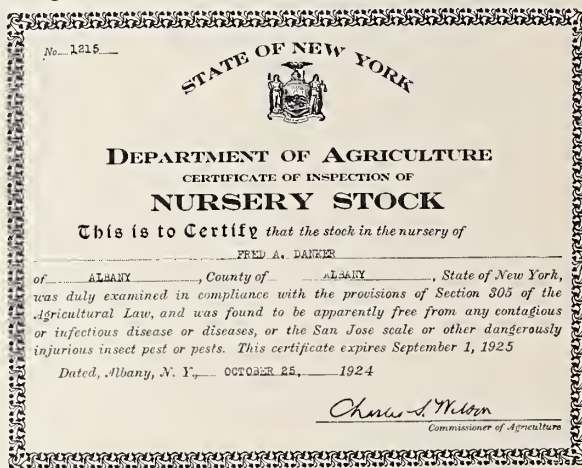 No. 1215
STATE OF NEW YORK
DEPARTMENT OF AGRICULTURE
CERTIFICATE OF INSPECTION OF
NURSERY STOCK
This is to Certify that the stock in the nursery of
FRED A. DANKER
of ALBANY, County of ALBANY, State of New York,
was duly examined in compliance with the provisions of Section 305 of the
Agricultural Law, and was found to be apparently free from any contagious
or infectious disease or diseases, or the San Jose scale or other dangerously
injurious insect pest or pests. This certificate expires September 1, 1925
Dated, Albany, N. Y., OCTOBER 25, 1924
Charles S. Wilson
Commissioner of Agriculture